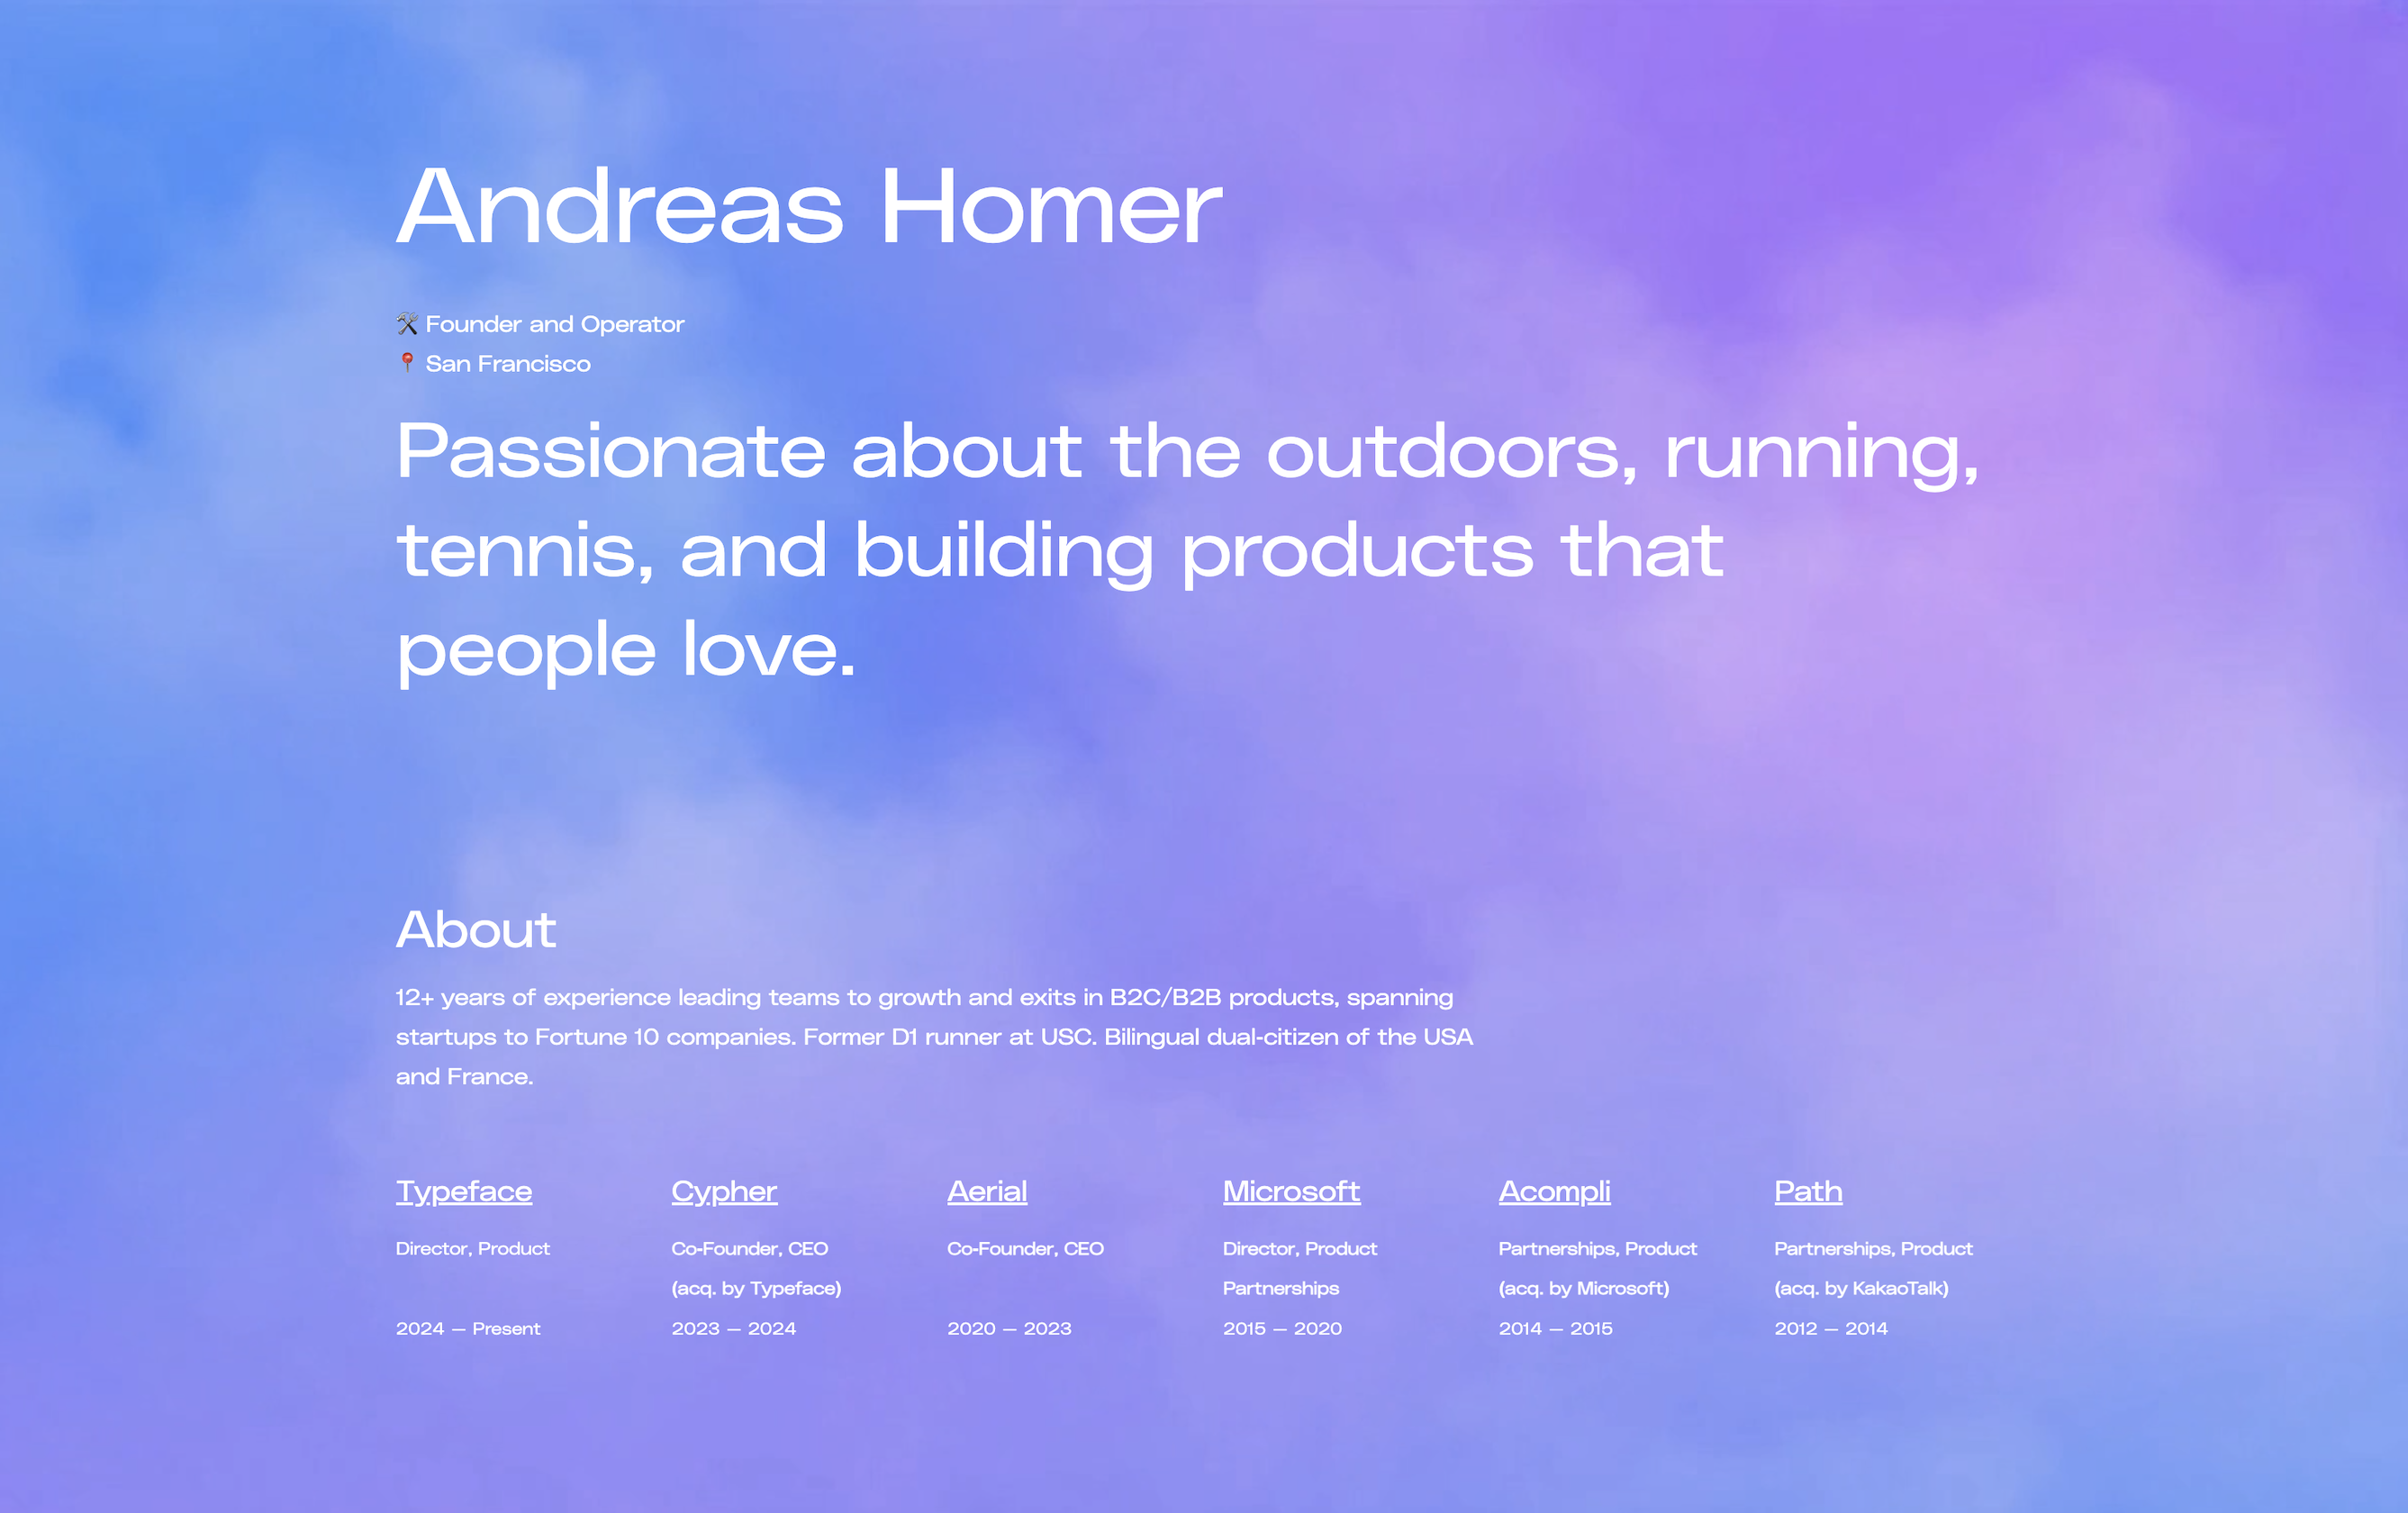 Andreas Homer
🛠 Founder and Operator
📍 San Francisco
Passionate about the outdoors, running,
tennis, and building products that
people love.
About
12+ years of experience leading teams to growth and exits in B2C/B2B products, spanning
startups to Fortune 10 companies. Former D1 runner at USC. Bilingual dual-citizen of the USA
and France.
Typeface
Director, Product
2024 — Present
Cypher
Co-Founder, CEO
(acq. by Typeface)
2023 — 2024
Aerial
Co-Founder, CEO
2020 — 2023
Microsoft
Director, Product
Partnerships
2015 — 2020
Acompli
Partnerships, Product
(acq. by Microsoft)
2014 — 2015
Path
Partnerships, Product
(acq. by KakaoTalk)
2012 — 2014